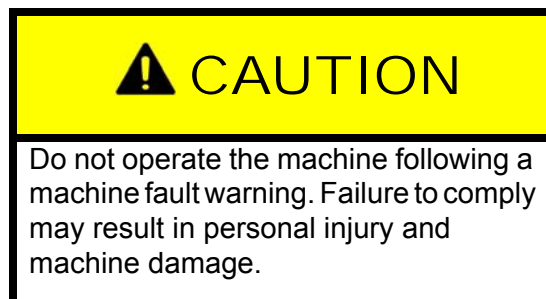 CAUTION
Do not operate the machine following a
machine fault warning. Failure to comply
may result in personal injury and
machine damage.